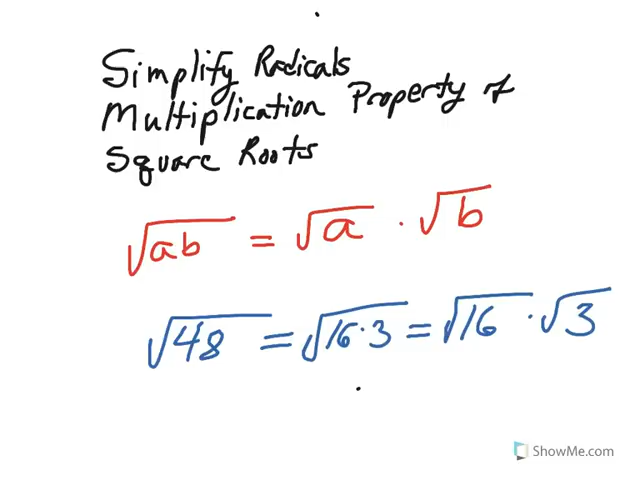 Simplify Radicals
Multiplication Property of
Square Roots
√ab = √a · √b
√48 = √16·3 = √16 · √3
ShowMe.com